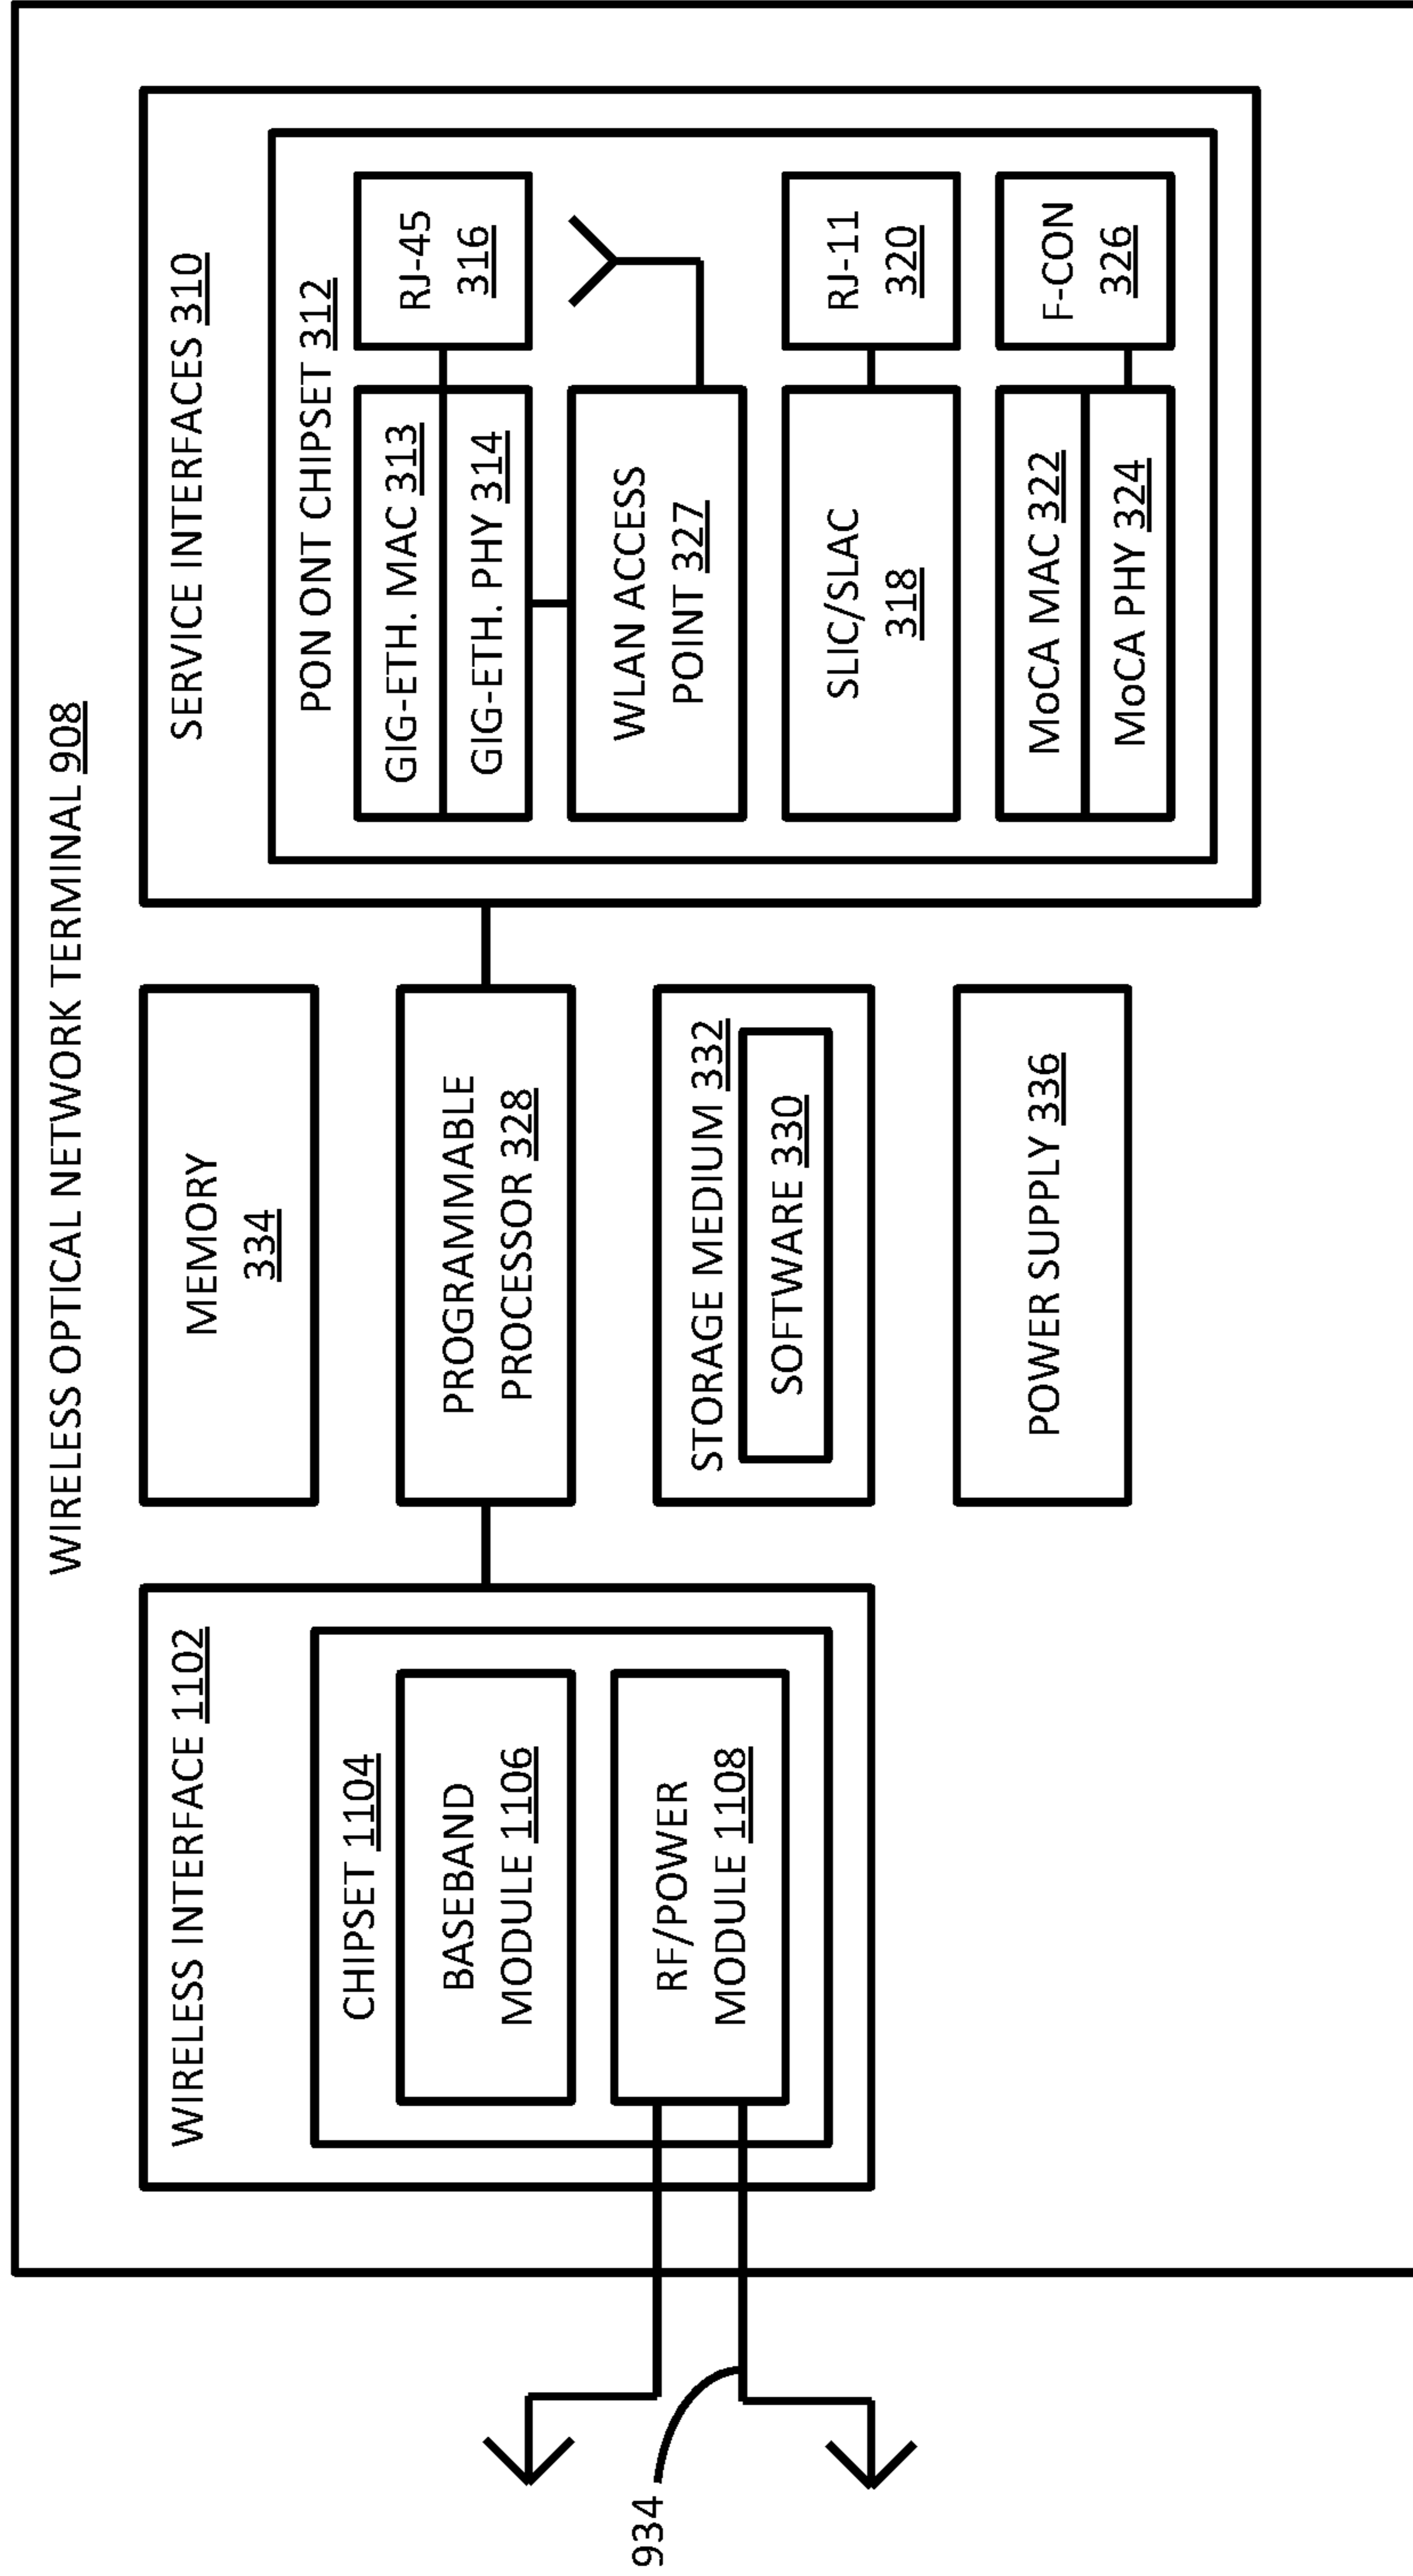 WIRELESS OPTICAL NETWORK TERMINAL 908
WIRELESS INTERFACE 1102
CHIPSET 1104
BASEBAND
MODULE 1106
RF/POWER
MODULE 1108
934
MEMORY
334
PROGRAMMABLE
PROCESSOR 328
STORAGE MEDIUM 332
SOFTWARE 330
POWER SUPPLY 336
SERVICE INTERFACES 310
PON ONT CHIPSET 312
GIG-ETH. MAC 313
GIG-ETH. PHY 314
RJ-45
316
WLAN ACCESS
POINT 327
SLIC/SLAC
318
RJ-11
320
MoCA MAC 322
MoCA PHY 324
F-CON
326